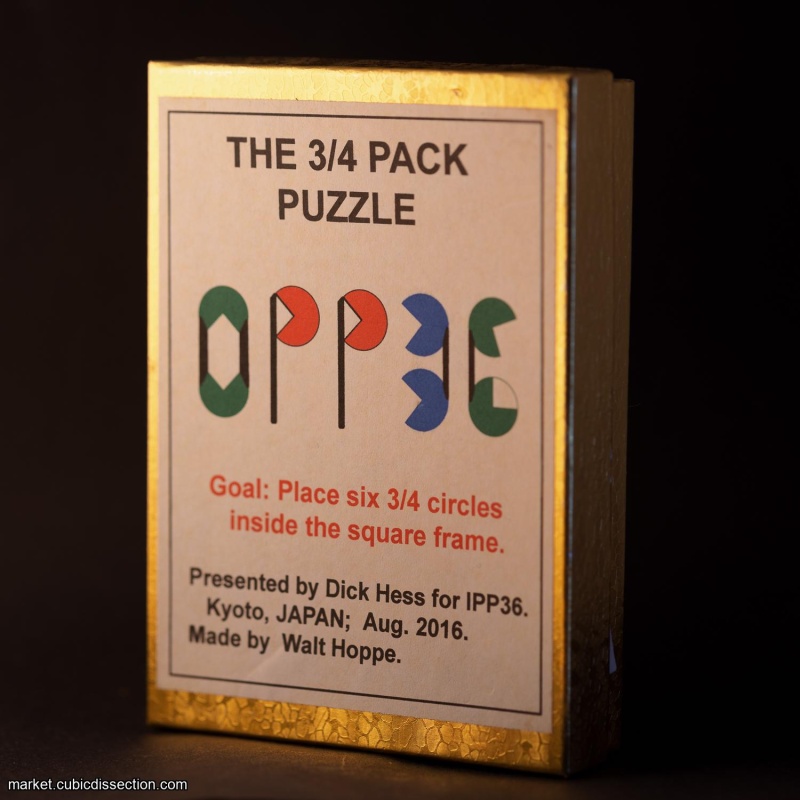 THE 3/4 PACK
PUZZLE
OPP36
Goal: Place six 3/4 circles
inside the square frame.
Presented by Dick Hess for IPP36.
Kyoto, JAPAN; Aug. 2016.
Made by Walt Hoppe.
market.cubicdissection.com